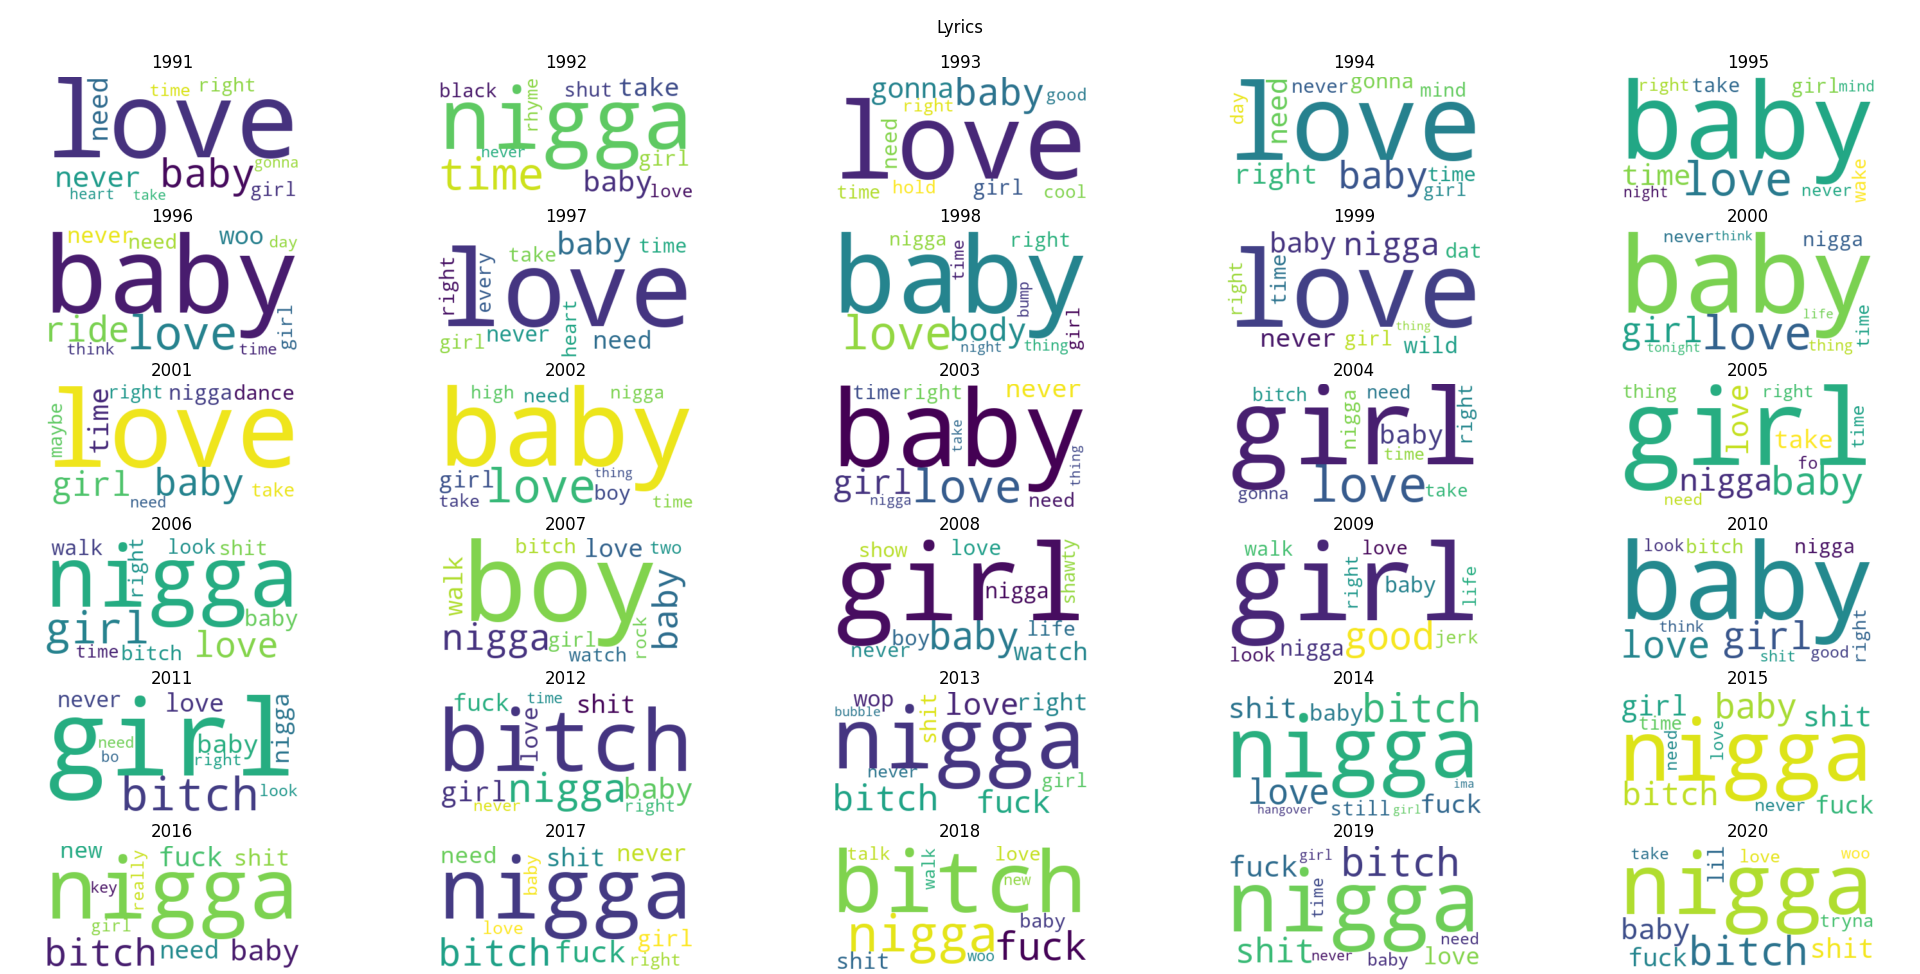 Lyrics
1991
time right
need
love
never baby gonna
heart take girl
1992
black rhyme shut take
nigga
never girl
time baby love
1993
gonna baby good
right
need love
time hold girl cool
1994
day need never gonna mind
love
right baby time
girl
1995
right take girl mind
baby
time love never wake
night
1996
never need woo day
baby
ride love girl
think time
1997
take baby time
right every love
girl never heart need
1998
nigga time right
baby
bump
love body girl
night thing
1999
baby nigga dat
right time love
thing
never girl wild
2000
never think nigga
baby
life
girl love time
tonight thing
2001
right nigga dance
maybe time love
girl baby take
need
2002
high need nigga
baby
girl love thing
take boy time
2003
time right never
baby
take
girl love thing
nigga need
2004
bitch need right
nigga
girl
baby
time
gonna love take
2005
thing love right
girl
take time
fo
nigga baby
need
2006
walk right look shit
nigga
girl baby
love
time bitch
2007
bitch love two
walk boy
baby
nigga girl rock
watch
2008
show love shawty
girl
nigga
boy baby life
never watch
2009
walk love
right girl
baby life
look nigga good jerk
2010
look bitch nigga
baby
think
love girl right
shit good
2011
never love nigga
girl
need baby
bo right
bitch look
2012
fuck time shit
love
bitch
girl nigga baby
never right
2013
wop shit love right
bubble
nigga
never girl
bitch fuck
2014
shit baby bitch
nigga
love ima
hangover still girl fuck
2015
girl baby shit
time
need love
nigga
bitch never fuck
2016
new fuck shit
really
nigga
key
girl
bitch need baby
2017
need shit never
baby
nigga
love girl
bitch fuck right
2018
talk walk love
bitch
new
nigga baby
shit woo fuck
2019
fuck girl bitch
nigga
time
shit need
never baby love
2020
take lil love woo
nigga
tryna
baby
fuck bitch shit